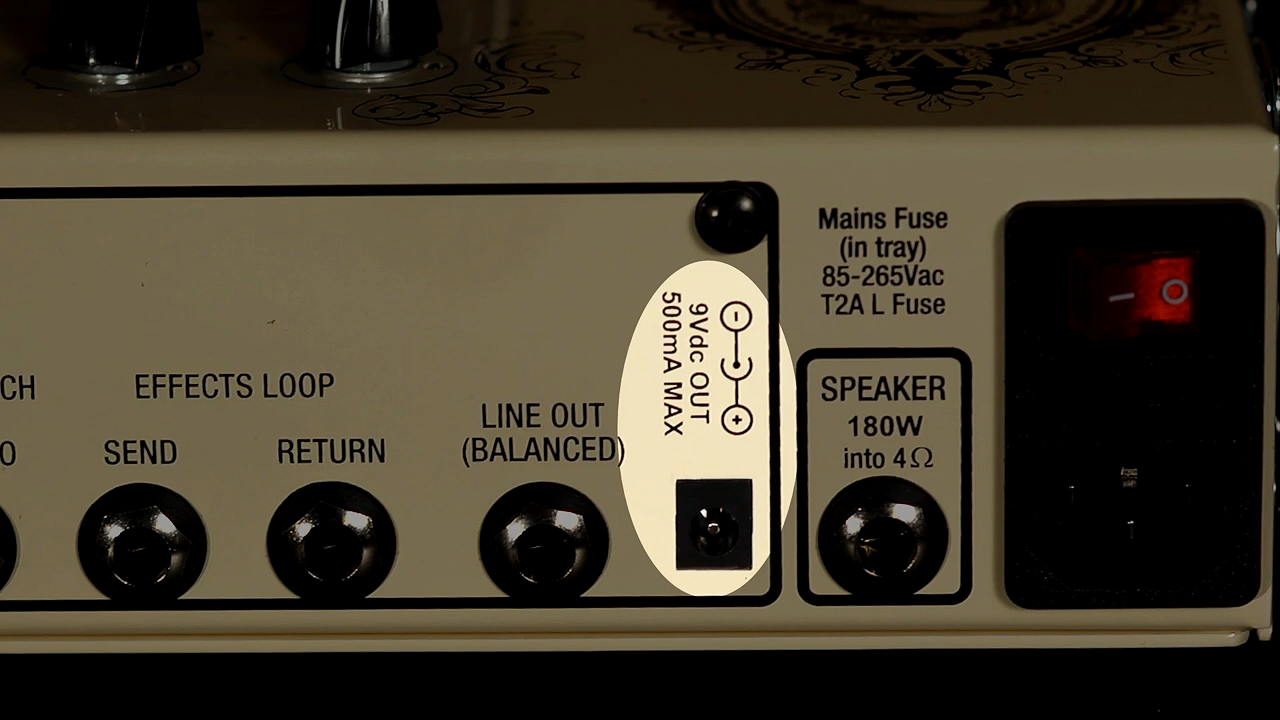 CH
EFFECTS LOOP
O
SEND
RETURN
LINE OUT
(BALANCED)
9Vdc OUT
500mA MAX
Mains Fuse
(in tray)
85-265Vac
T2A L Fuse
SPEAKER
180W
into 4Ω